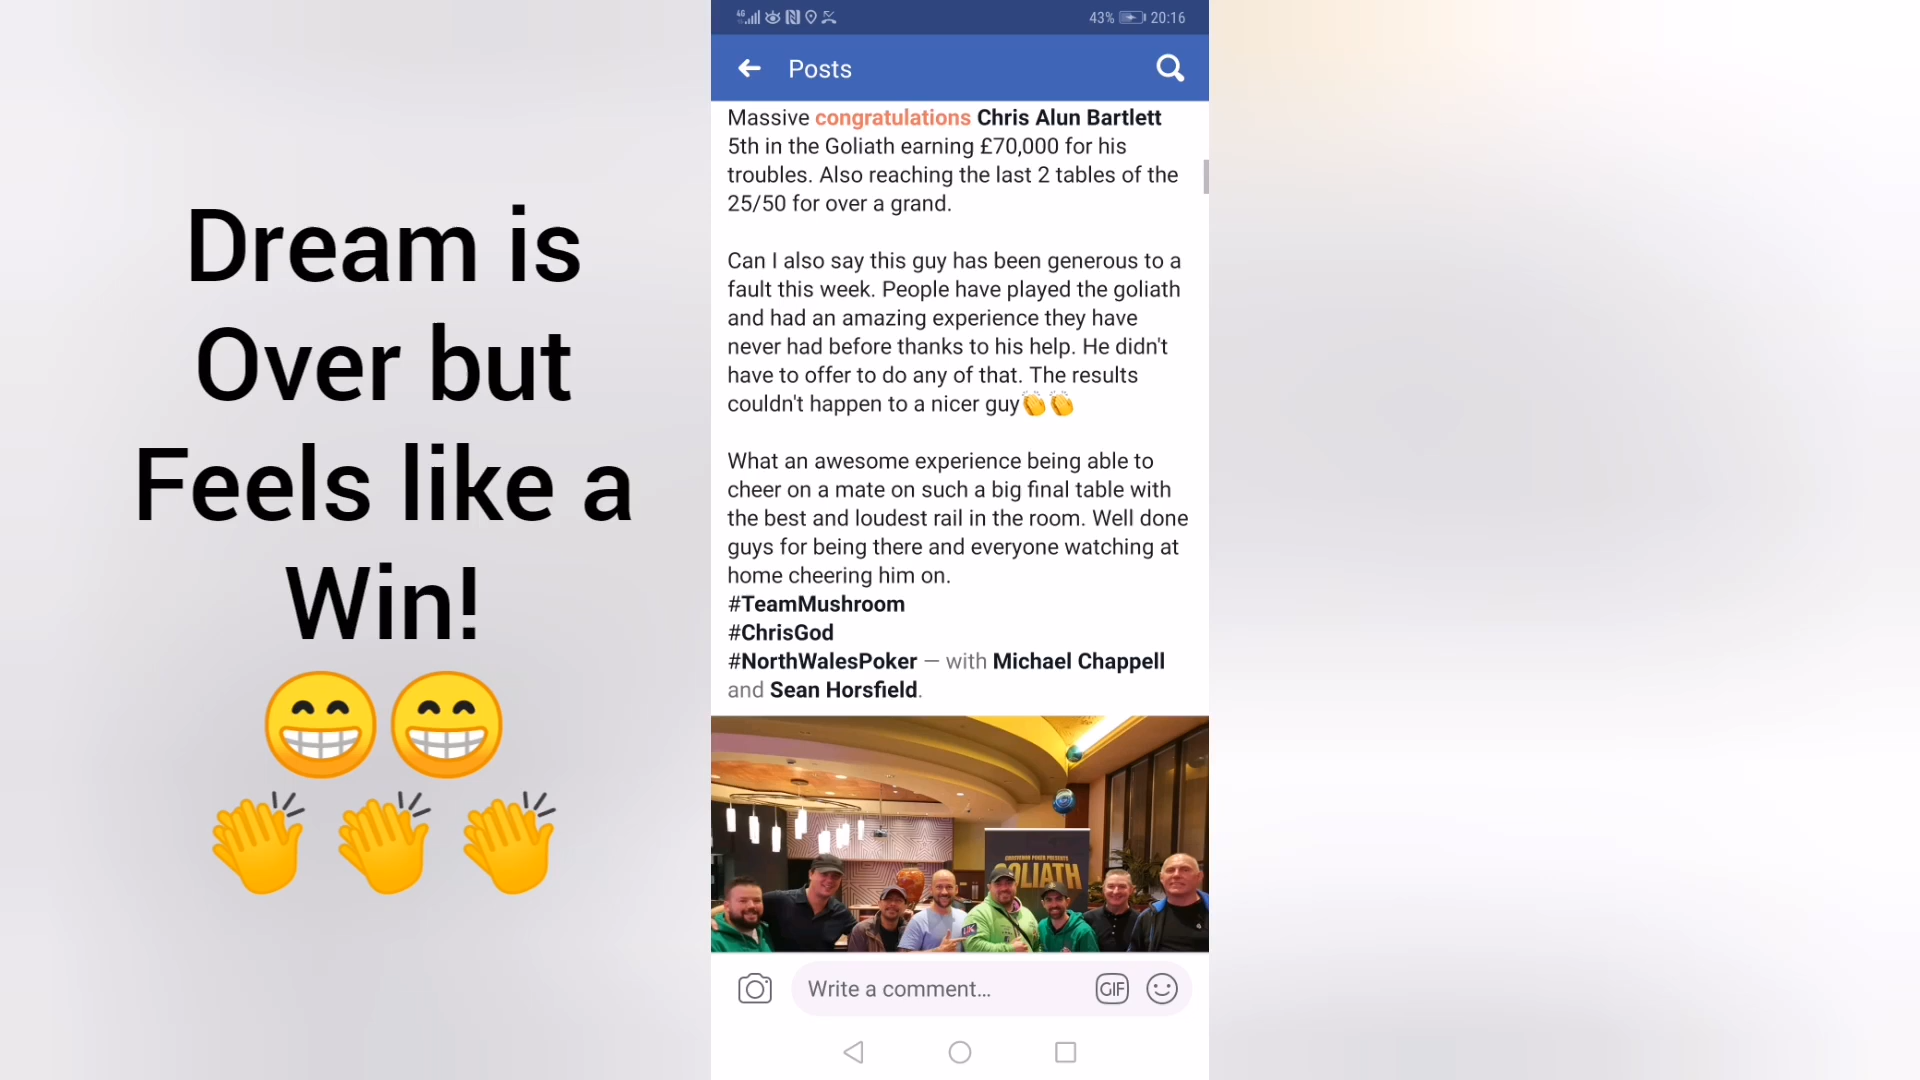 Dream is
Over but
Feels like a
Win!
😁😁
👏👏👏
4G
43%
20:16
Posts
Massive congratulations Chris Alun Bartlett
5th in the Goliath earning £70,000 for his
troubles. Also reaching the last 2 tables of the
25/50 for over a grand.
Can I also say this guy has been generous to a
fault this week. People have played the goliath
and had an amazing experience they have
never had before thanks to his help. He didn't
have to offer to do any of that. The results
couldn't happen to a nicer guy👏👏
What an awesome experience being able to
cheer on a mate on such a big final table with
the best and loudest rail in the room. Well done
guys for being there and everyone watching at
home cheering him on.
#TeamMushroom
#ChrisGod
#NorthWalesPoker — with Michael Chappell
and Sean Horsfield.
GROSVENOR POKER PRESENTS
GOLIATH
Write a comment...
GIF